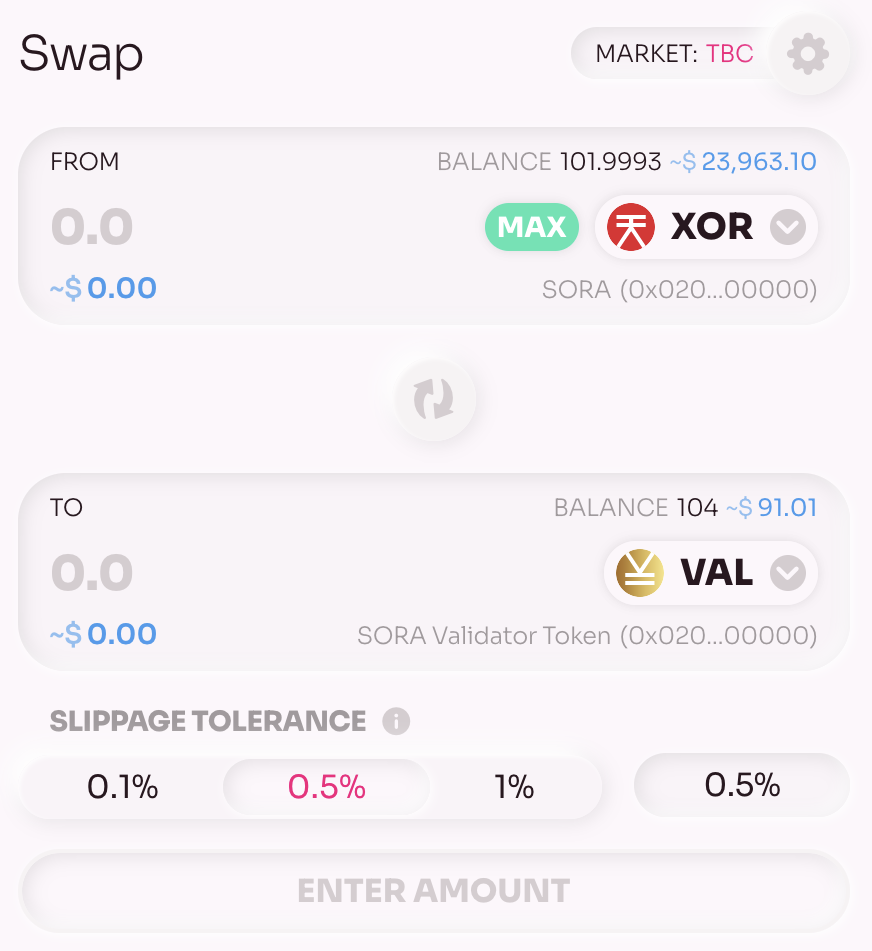 Swap
MARKET: TBC
FROM
BALANCE 101.9993 ~$ 23,963.10
0.0
MAX
XOR
~$ 0.00
SORA (0x020...00000)
TO
BALANCE 104 ~$ 91.01
0.0
VAL
~$ 0.00
SORA Validator Token (0x020...00000)
SLIPPAGE TOLERANCE
0.1% 0.5% 1% 0.5%
ENTER AMOUNT